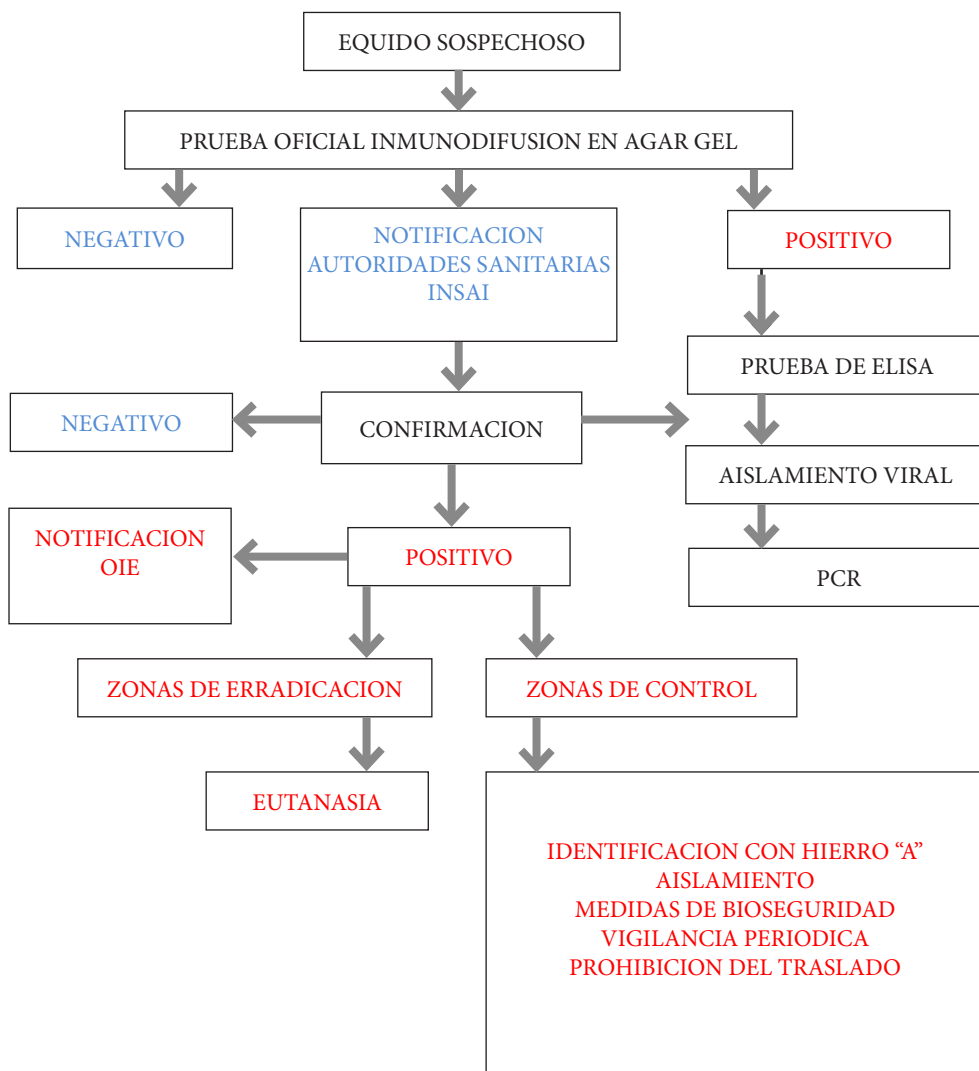 EQUIDO SOSPECHOSO
PRUEBA OFICIAL INMUNODIFUSION EN AGAR GEL
NEGATIVO
NOTIFICACION
AUTORIDADES SANITARIAS
INSAI
POSITIVO
PRUEBA DE ELISA
NEGATIVO
CONFIRMACION
AISLAMIENTO VIRAL
NOTIFICACION
OIE
POSITIVO
PCR
ZONAS DE ERRADICACION
ZONAS DE CONTROL
EUTANASIA
IDENTIFICACION CON HIERRO “A”
AISLAMIENTO
MEDIDAS DE BIOSEGURIDAD
VIGILANCIA PERIODICA
PROHIBICION DEL TRASLADO